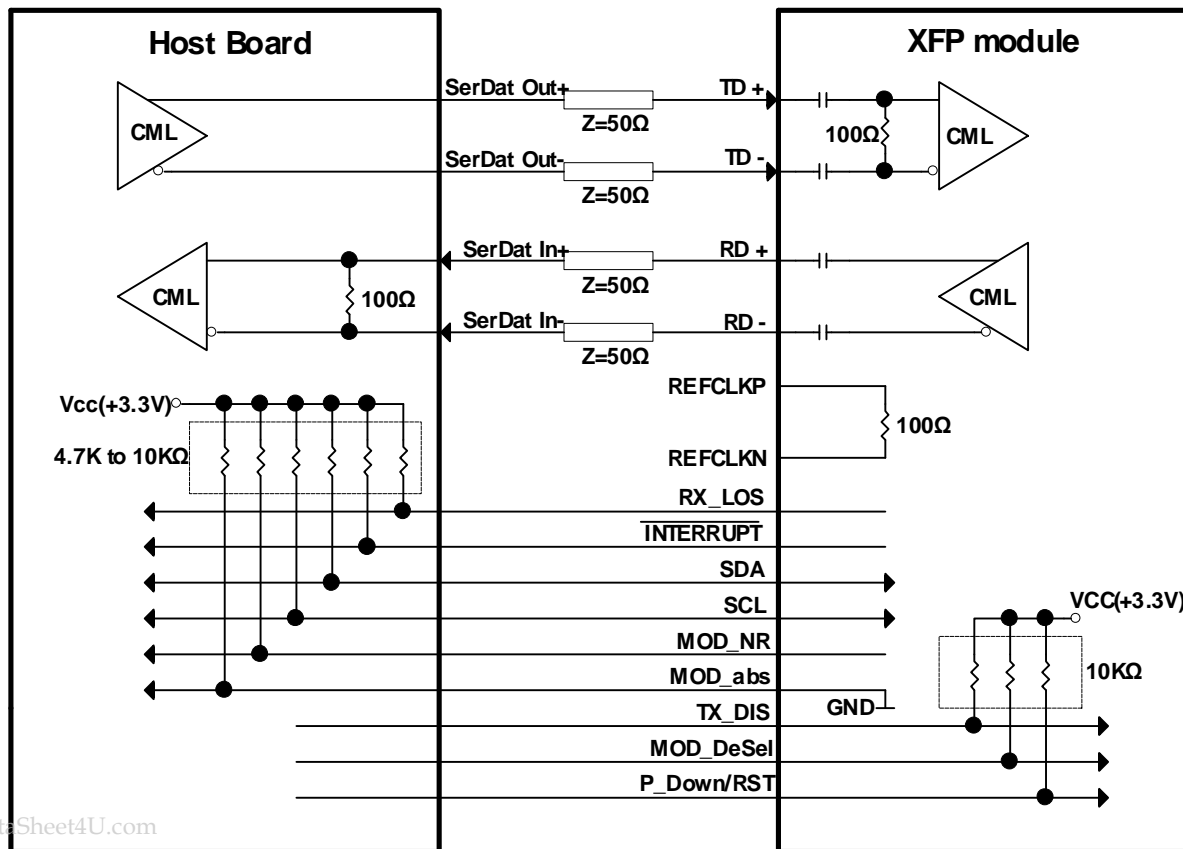 Host Board
XFP module
SerDat Out+
TD +
CML
Z=50Ω
100Ω
CML
SerDat Out-
TD -
Z=50Ω
SerDat In+
RD +
CML
100Ω
Z=50Ω
CML
SerDat In-
RD -
Z=50Ω
REFCLKP
Vcc(+3.3V)
100Ω
4.7K to 10KΩ
REFCLKN
RX_LOS
INTERRUPT
SDA
SCL
VCC(+3.3V)
MOD_NR
MOD_abs
10KΩ
TX_DIS
GND
MOD_DeSel
P_Down/RST
taSheet4U.com